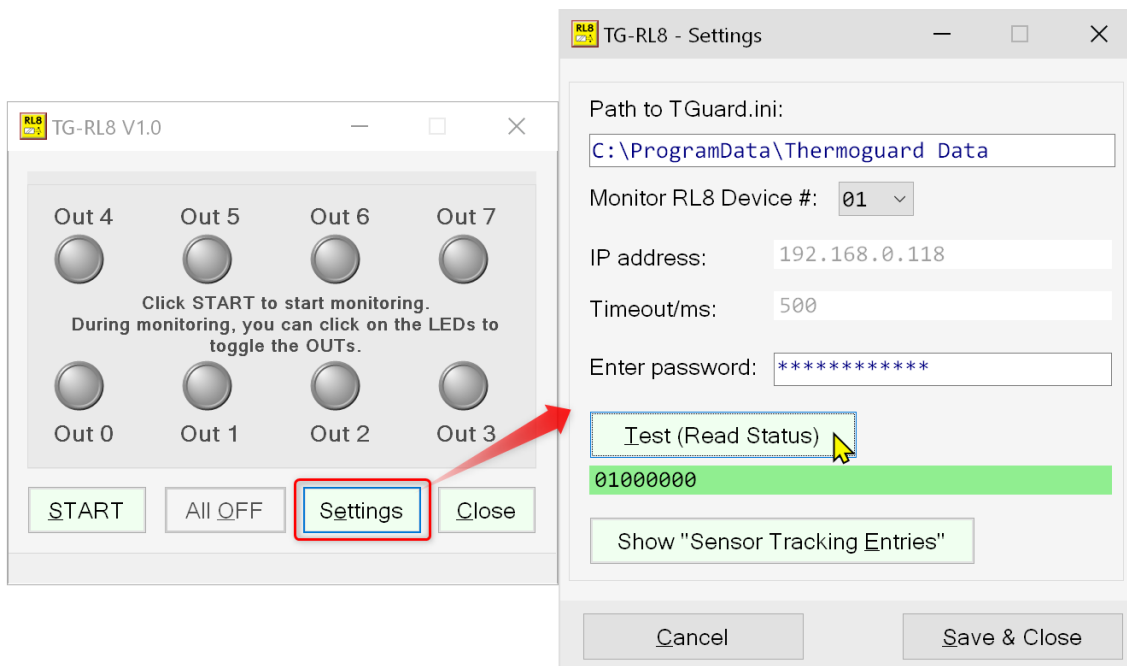 RL8
TG-RL8 V1.0
Out 4 Out 5 Out 6 Out 7
Click START to start monitoring.
During monitoring, you can click on the LEDs to
toggle the OUTs.
Out 0 Out 1 Out 2 Out 3
START All OFF Settings Close
RL8
TG-RL8 - Settings
Path to TGuard.ini:
C:\ProgramData\Thermoguard Data
Monitor RL8 Device #: 01
IP address: 192.168.0.118
Timeout/ms: 500
Enter password: ************
Test (Read Status)
01000000
Show "Sensor Tracking Entries"
Cancel Save & Close